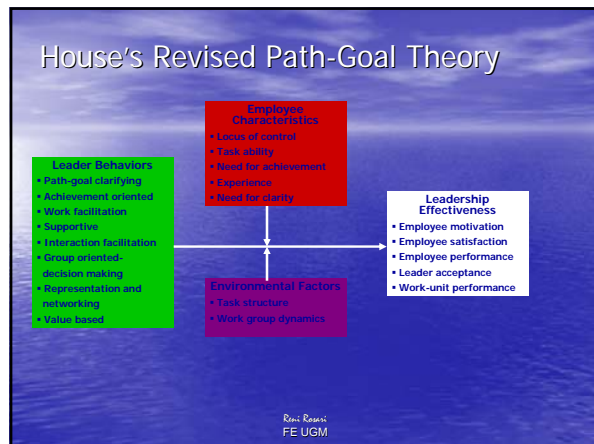 House's Revised Path-Goal Theory
Employee
Characteristics
▪ Locus of control
▪ Task ability
▪ Need for achievement
▪ Experience
▪ Need for clarity
Leader Behaviors
▪ Path-goal clarifying
▪ Achievement oriented
▪ Work facilitation
▪ Supportive
▪ Interaction facilitation
▪ Group oriented-
decision making
▪ Representation and
networking
▪ Value based
Leadership
Effectiveness
▪ Employee motivation
▪ Employee satisfaction
▪ Employee performance
▪ Leader acceptance
▪ Work-unit performance
Environmental Factors
▪ Task structure
▪ Work group dynamics
Reni Rosari
FE UGM